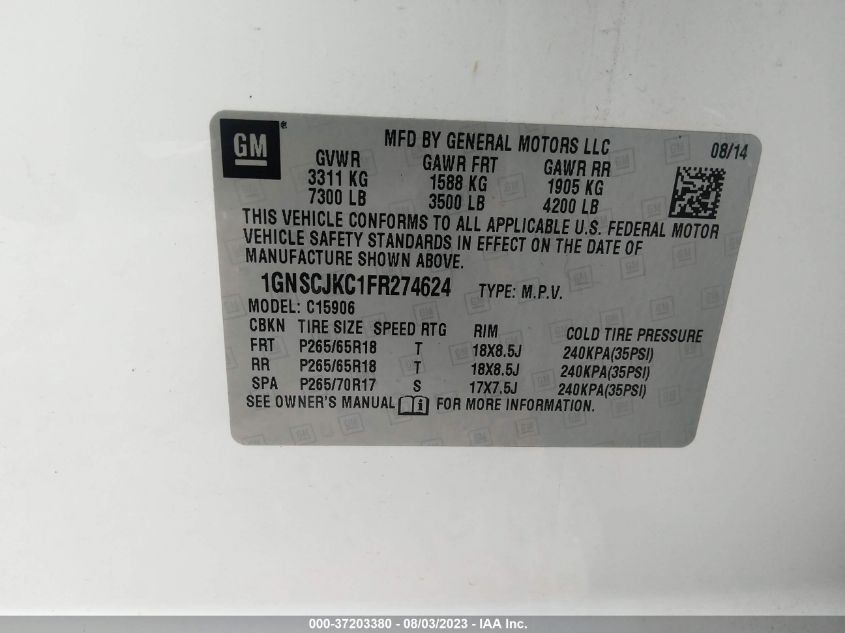 GM®
MFD BY GENERAL MOTORS LLC 08/14
GVWR GAWR FRT GAWR RR
3311 KG 1588 KG 1905 KG
7300 LB 3500 LB 4200 LB
THIS VEHICLE CONFORMS TO ALL APPLICABLE U.S. FEDERAL MOTOR
VEHICLE SAFETY STANDARDS IN EFFECT ON THE DATE OF
MANUFACTURE SHOWN ABOVE.
1GNSCJKC1FR274624 TYPE: M.P.V.
MODEL: C15906
CBKN TIRE SIZE SPEED RTG RIM COLD TIRE PRESSURE
FRT P265/65R18 T 18X8.5J 240KPA(35PSI)
RR P265/65R18 T 18X8.5J 240KPA(35PSI)
SPA P265/70R17 S 17X7.5J 240KPA(35PSI)
SEE OWNER'S MANUAL i FOR MORE INFORMATION.
000-37203380 - 08/03/2023 - IAA Inc.